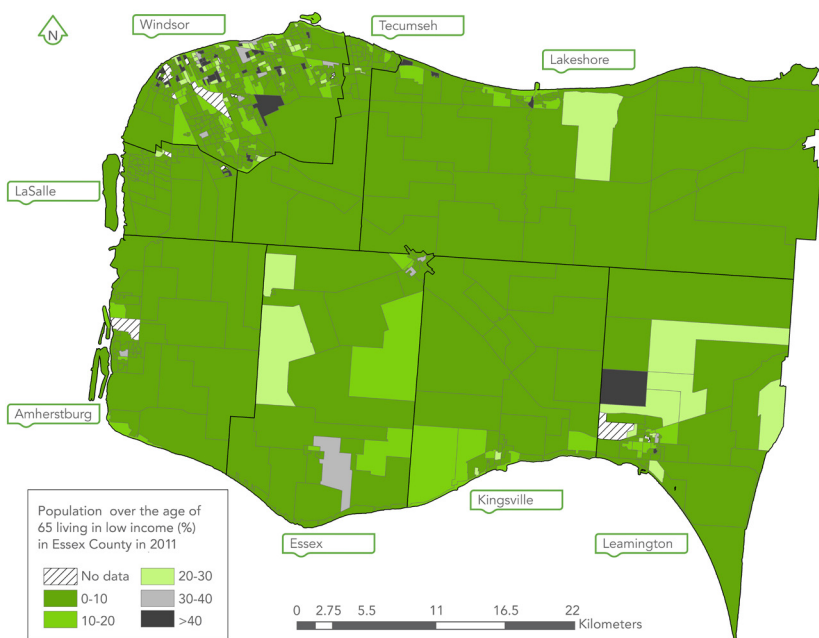 Windsor
Tecumseh
N
Lakeshore
LaSalle
Amherstburg
Kingsville
Essex
Leamington
Population over the age of
65 living in low income (%)
in Essex County in 2011
No data
0-10
10-20
20-30
30-40
>40
0 2.75 5.5 11 16.5 22
Kilometers